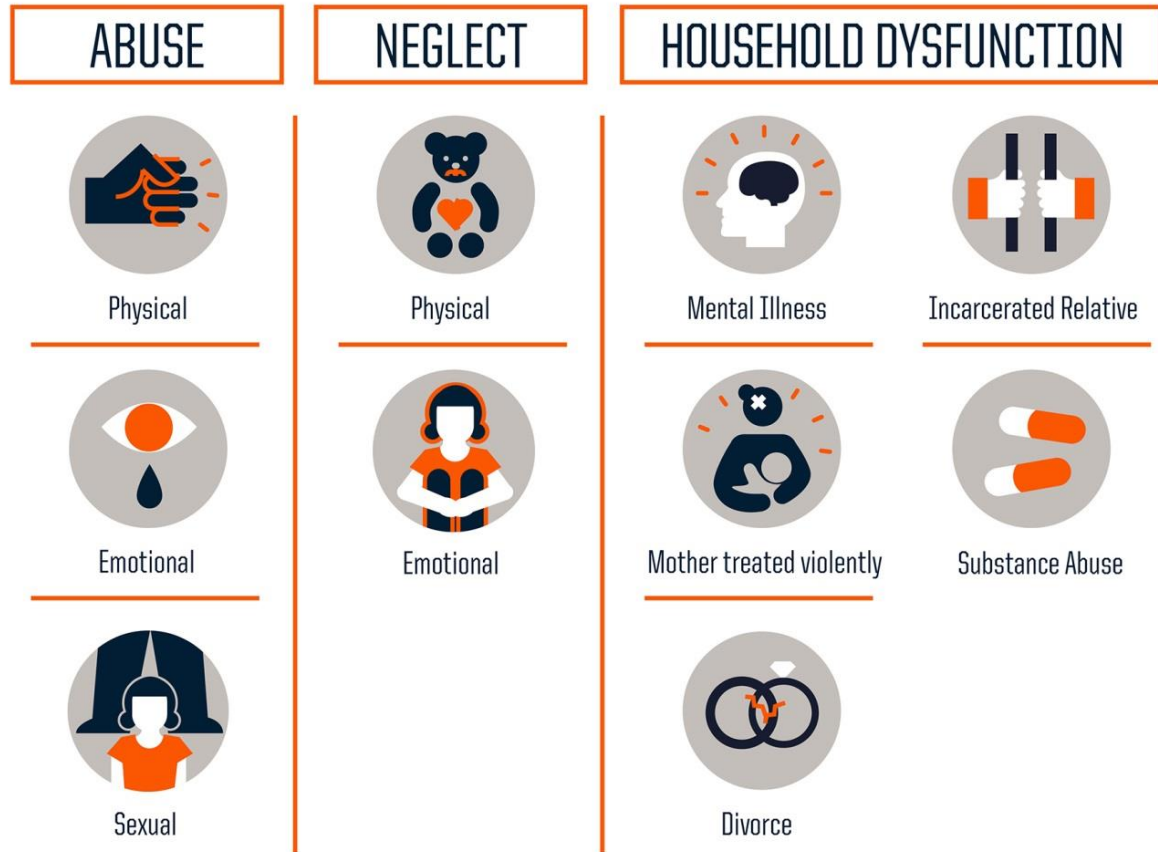 ABUSE
Physical
Emotional
Sexual
NEGLECT
Physical
Emotional
HOUSEHOLD DYSFUNCTION
Mental Illness
Incarcerated Relative
Mother treated violently
Substance Abuse
Divorce